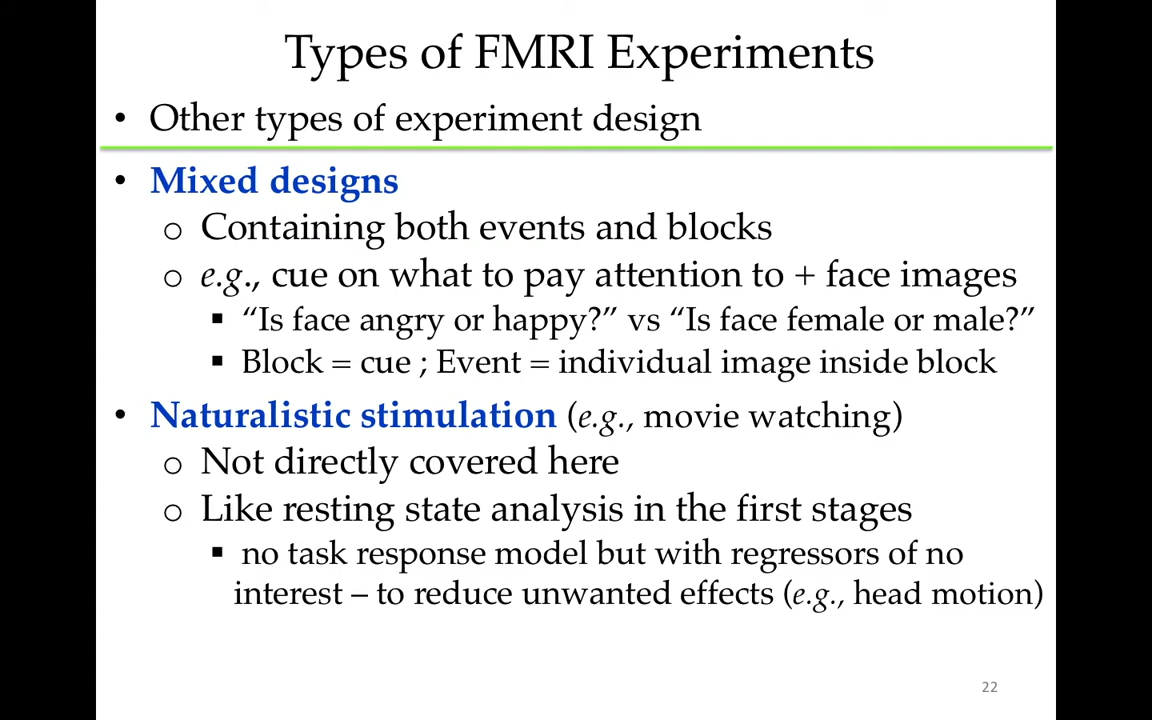 Types of FMRI Experiments
• Other types of experiment design
• Mixed designs
o Containing both events and blocks
o e.g., cue on what to pay attention to + face images
▪ “Is face angry or happy?” vs “Is face female or male?”
▪ Block = cue ; Event = individual image inside block
• Naturalistic stimulation (e.g., movie watching)
o Not directly covered here
o Like resting state analysis in the first stages
▪ no task response model but with regressors of no
interest – to reduce unwanted effects (e.g., head motion)
22